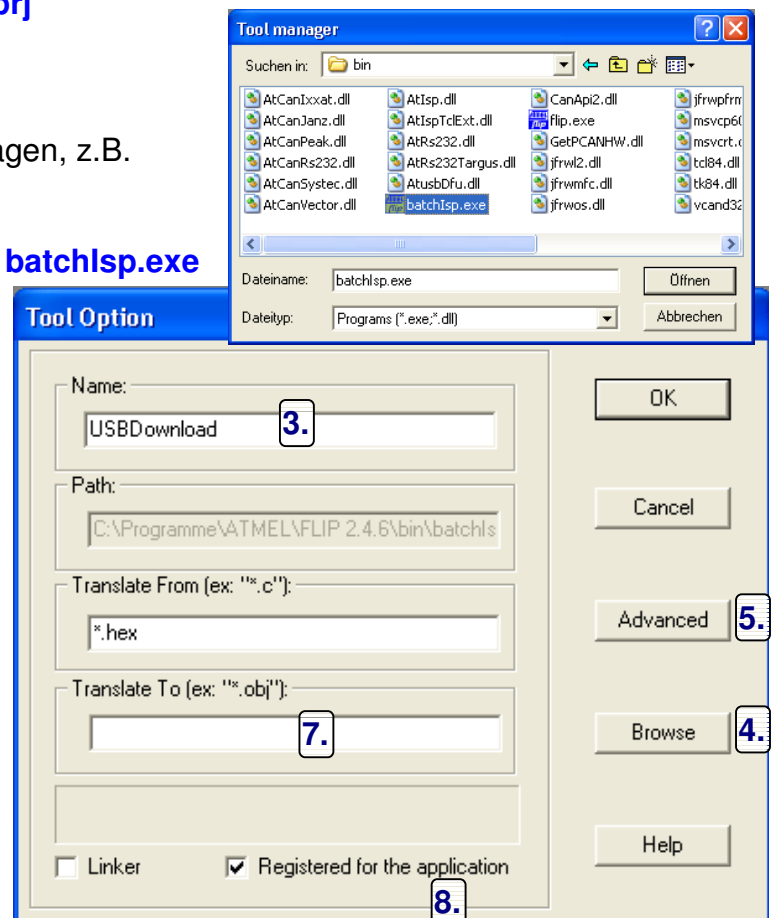 orj
agen, z.B.
batchIsp.exe
Tool manager
Suchen in: bin
AtCanIxxat.dll AtIsp.dll CanApi2.dll jfrwpfrm
AtCanJanz.dll AtIspTclExt.dll flip.exe msvcp60
AtCanPeak.dll AtRs232.dll GetPCANHW.dll msvcrt.d
AtCanRs232.dll AtRs232Targus.dll jfrwl2.dll tcl84.dll
AtCanSystec.dll AtusbDfu.dll jfrwmfc.dll tk84.dll
AtCanVector.dll batchIsp.exe jfrwos.dll vcand32
Dateiname: batchIsp.exe Öffnen
Dateityp: Programs (*.exe;*.dll) Abbrechen
Tool Option
Name:
USBDownload 3.
OK
Path:
C:\Programme\ATMEL\FLIP 2.4.6\bin\batchIs
Cancel
Translate From (ex: "*.c"):
*.hex
Advanced 5.
Translate To (ex: "*.obj"):
7.
Browse 4.
Linker Registered for the application
8.
Help